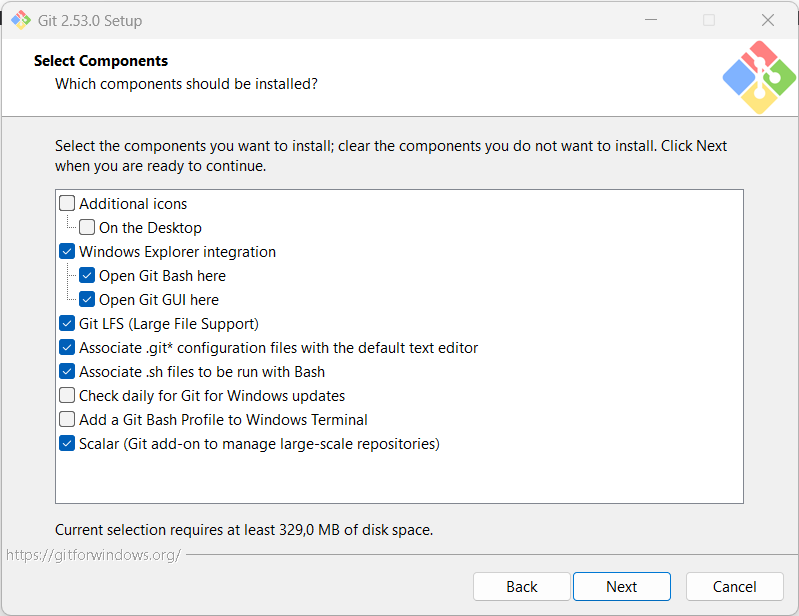 Git 2.53.0 Setup
Select Components
Which components should be installed?
Select the components you want to install; clear the components you do not want to install. Click Next
when you are ready to continue.
Additional icons
On the Desktop
Windows Explorer integration
Open Git Bash here
Open Git GUI here
Git LFS (Large File Support)
Associate .git* configuration files with the default text editor
Associate .sh files to be run with Bash
Check daily for Git for Windows updates
Add a Git Bash Profile to Windows Terminal
Scalar (Git add-on to manage large-scale repositories)
Current selection requires at least 329,0 MB of disk space.
https://gitforwindows.org/
Back Next Cancel